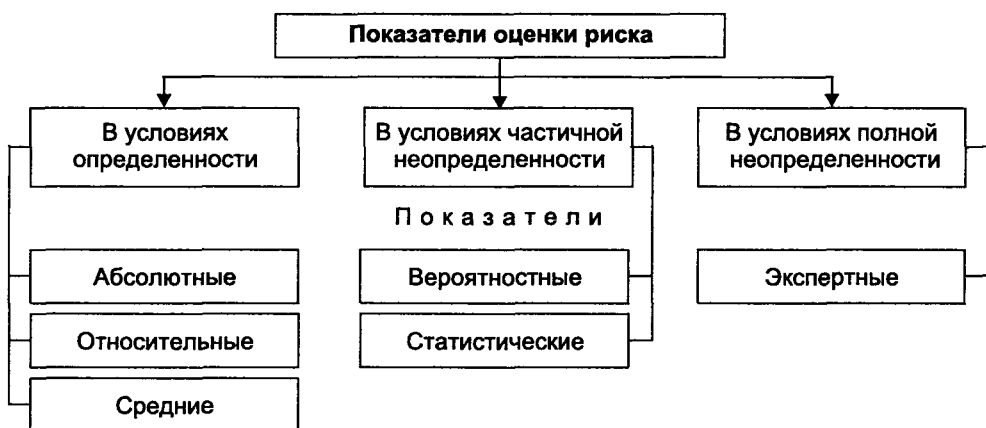 Показатели оценки риска
В условиях
определенности
В условиях частичной
неопределенности
В условиях полной
неопределенности
Показатели
Абсолютные
Вероятностные
Экспертные
Относительные
Статистические
Средние